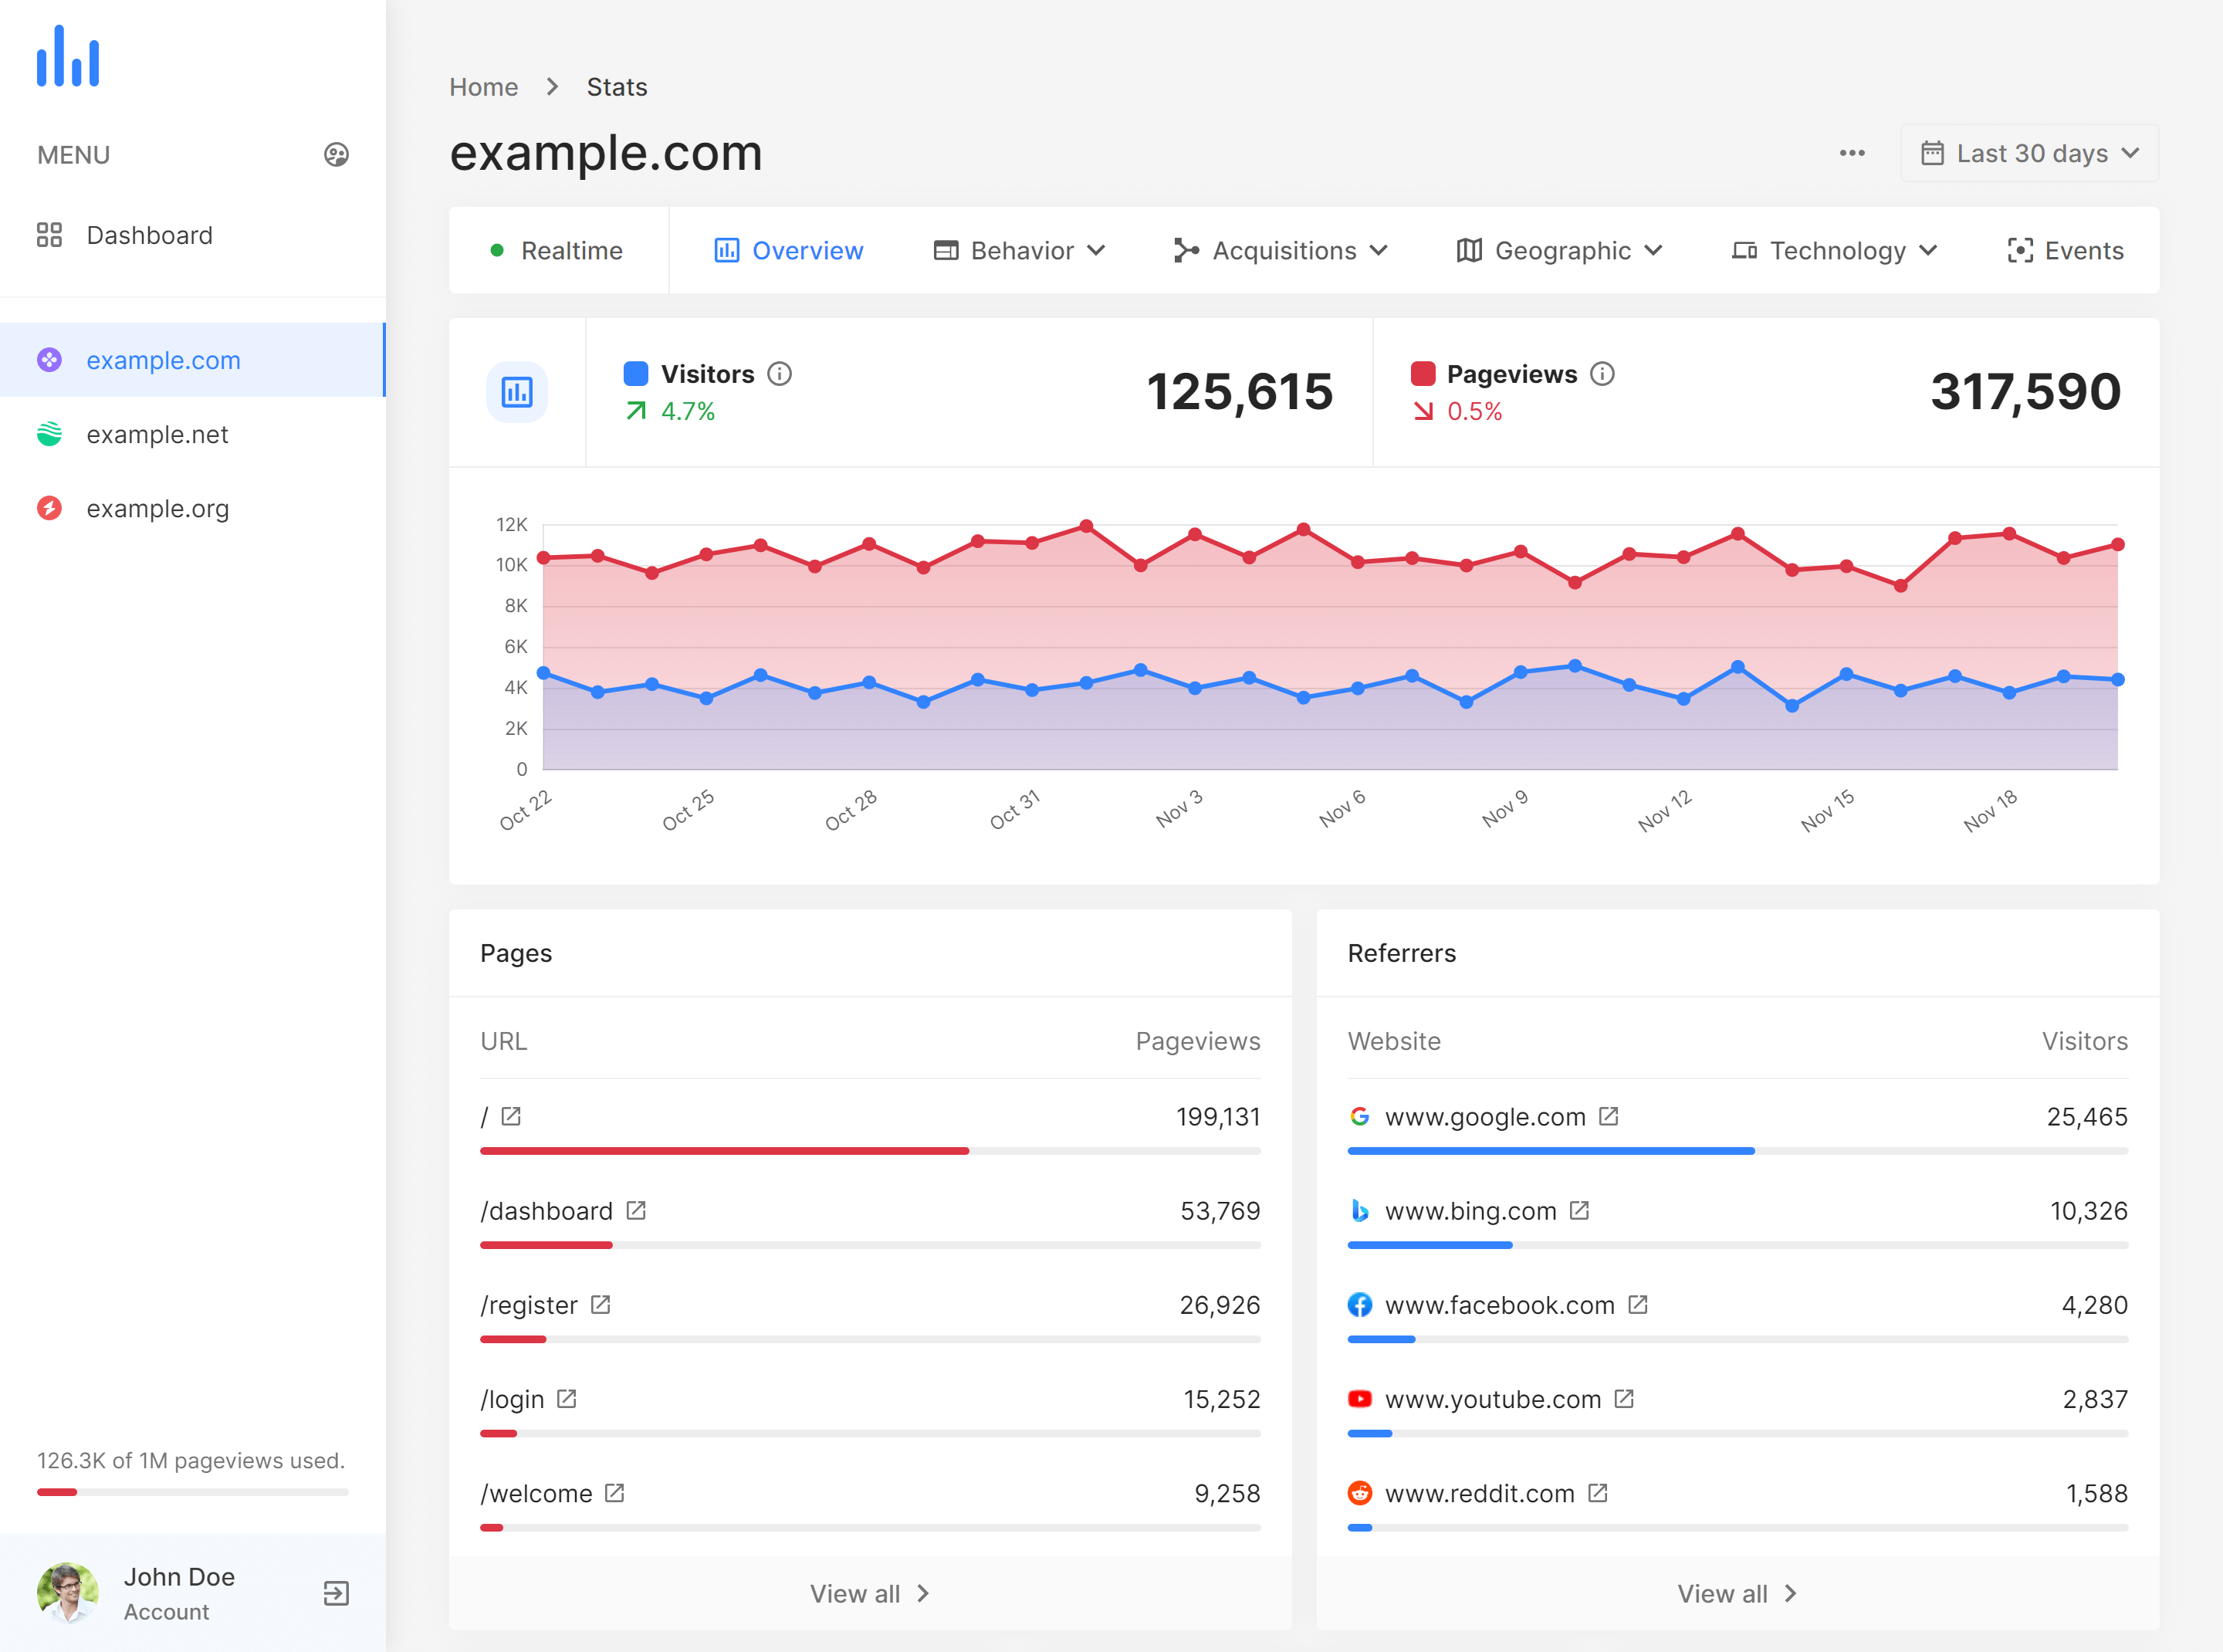 MENU
Dashboard
example.com
example.net
example.org
126.3K of 1M pageviews used.
John Doe
Account
Home > Stats
example.com
Last 30 days
Realtime Overview Behavior Acquisitions Geographic Technology Events
Visitors
4.7%
125,615
Pageviews
0.5%
317,590
12K
10K
8K
6K
4K
2K
0
Oct 22 Oct 25 Oct 28 Oct 31 Nov 3 Nov 6 Nov 9 Nov 12 Nov 15 Nov 18
Pages
URL Pageviews
/ 199,131
/dashboard 53,769
/register 26,926
/login 15,252
/welcome 9,258
View all
Referrers
Website Visitors
www.google.com 25,465
www.bing.com 10,326
www.facebook.com 4,280
www.youtube.com 2,837
www.reddit.com 1,588
View all